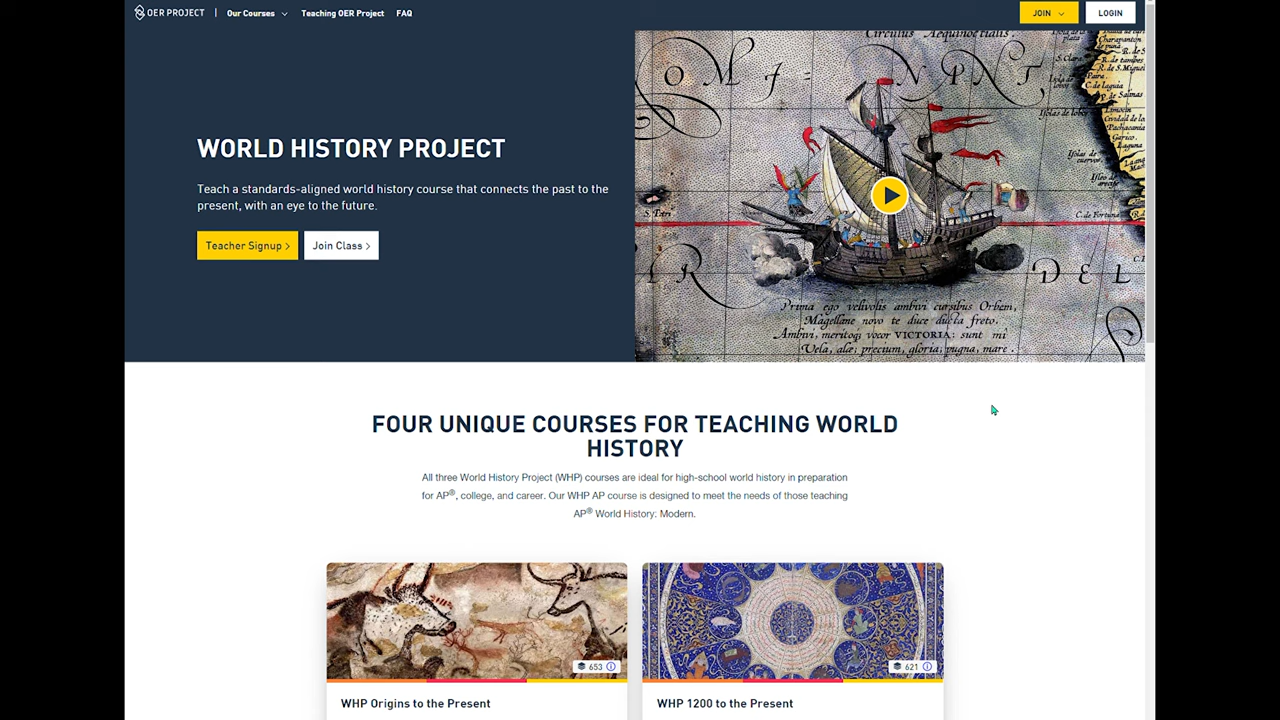 OER PROJECT | Our Courses Teaching OER Project FAQ JOIN LOGIN
Circulus Aequinoctialis.
WORLD HISTORY PROJECT
Teach a standards-aligned world history course that connects the past to the
present, with an eye to the future.
Teacher Signup > Join Class >
Prima ego velivolis ambivi cursibus Orbem,
Magellane novo te duce ducta freto.
Ambivi, meritoq; vocor VICTORIA: sunt mi
Vela, alæ; precium, gloria; pugna, mare.
FOUR UNIQUE COURSES FOR TEACHING WORLD
HISTORY
All three World History Project (WHP) courses are ideal for high-school world history in preparation
for AP®, college, and career. Our WHP AP course is designed to meet the needs of those teaching
AP® World History: Modern.
653 621
WHP Origins to the Present WHP 1200 to the Present